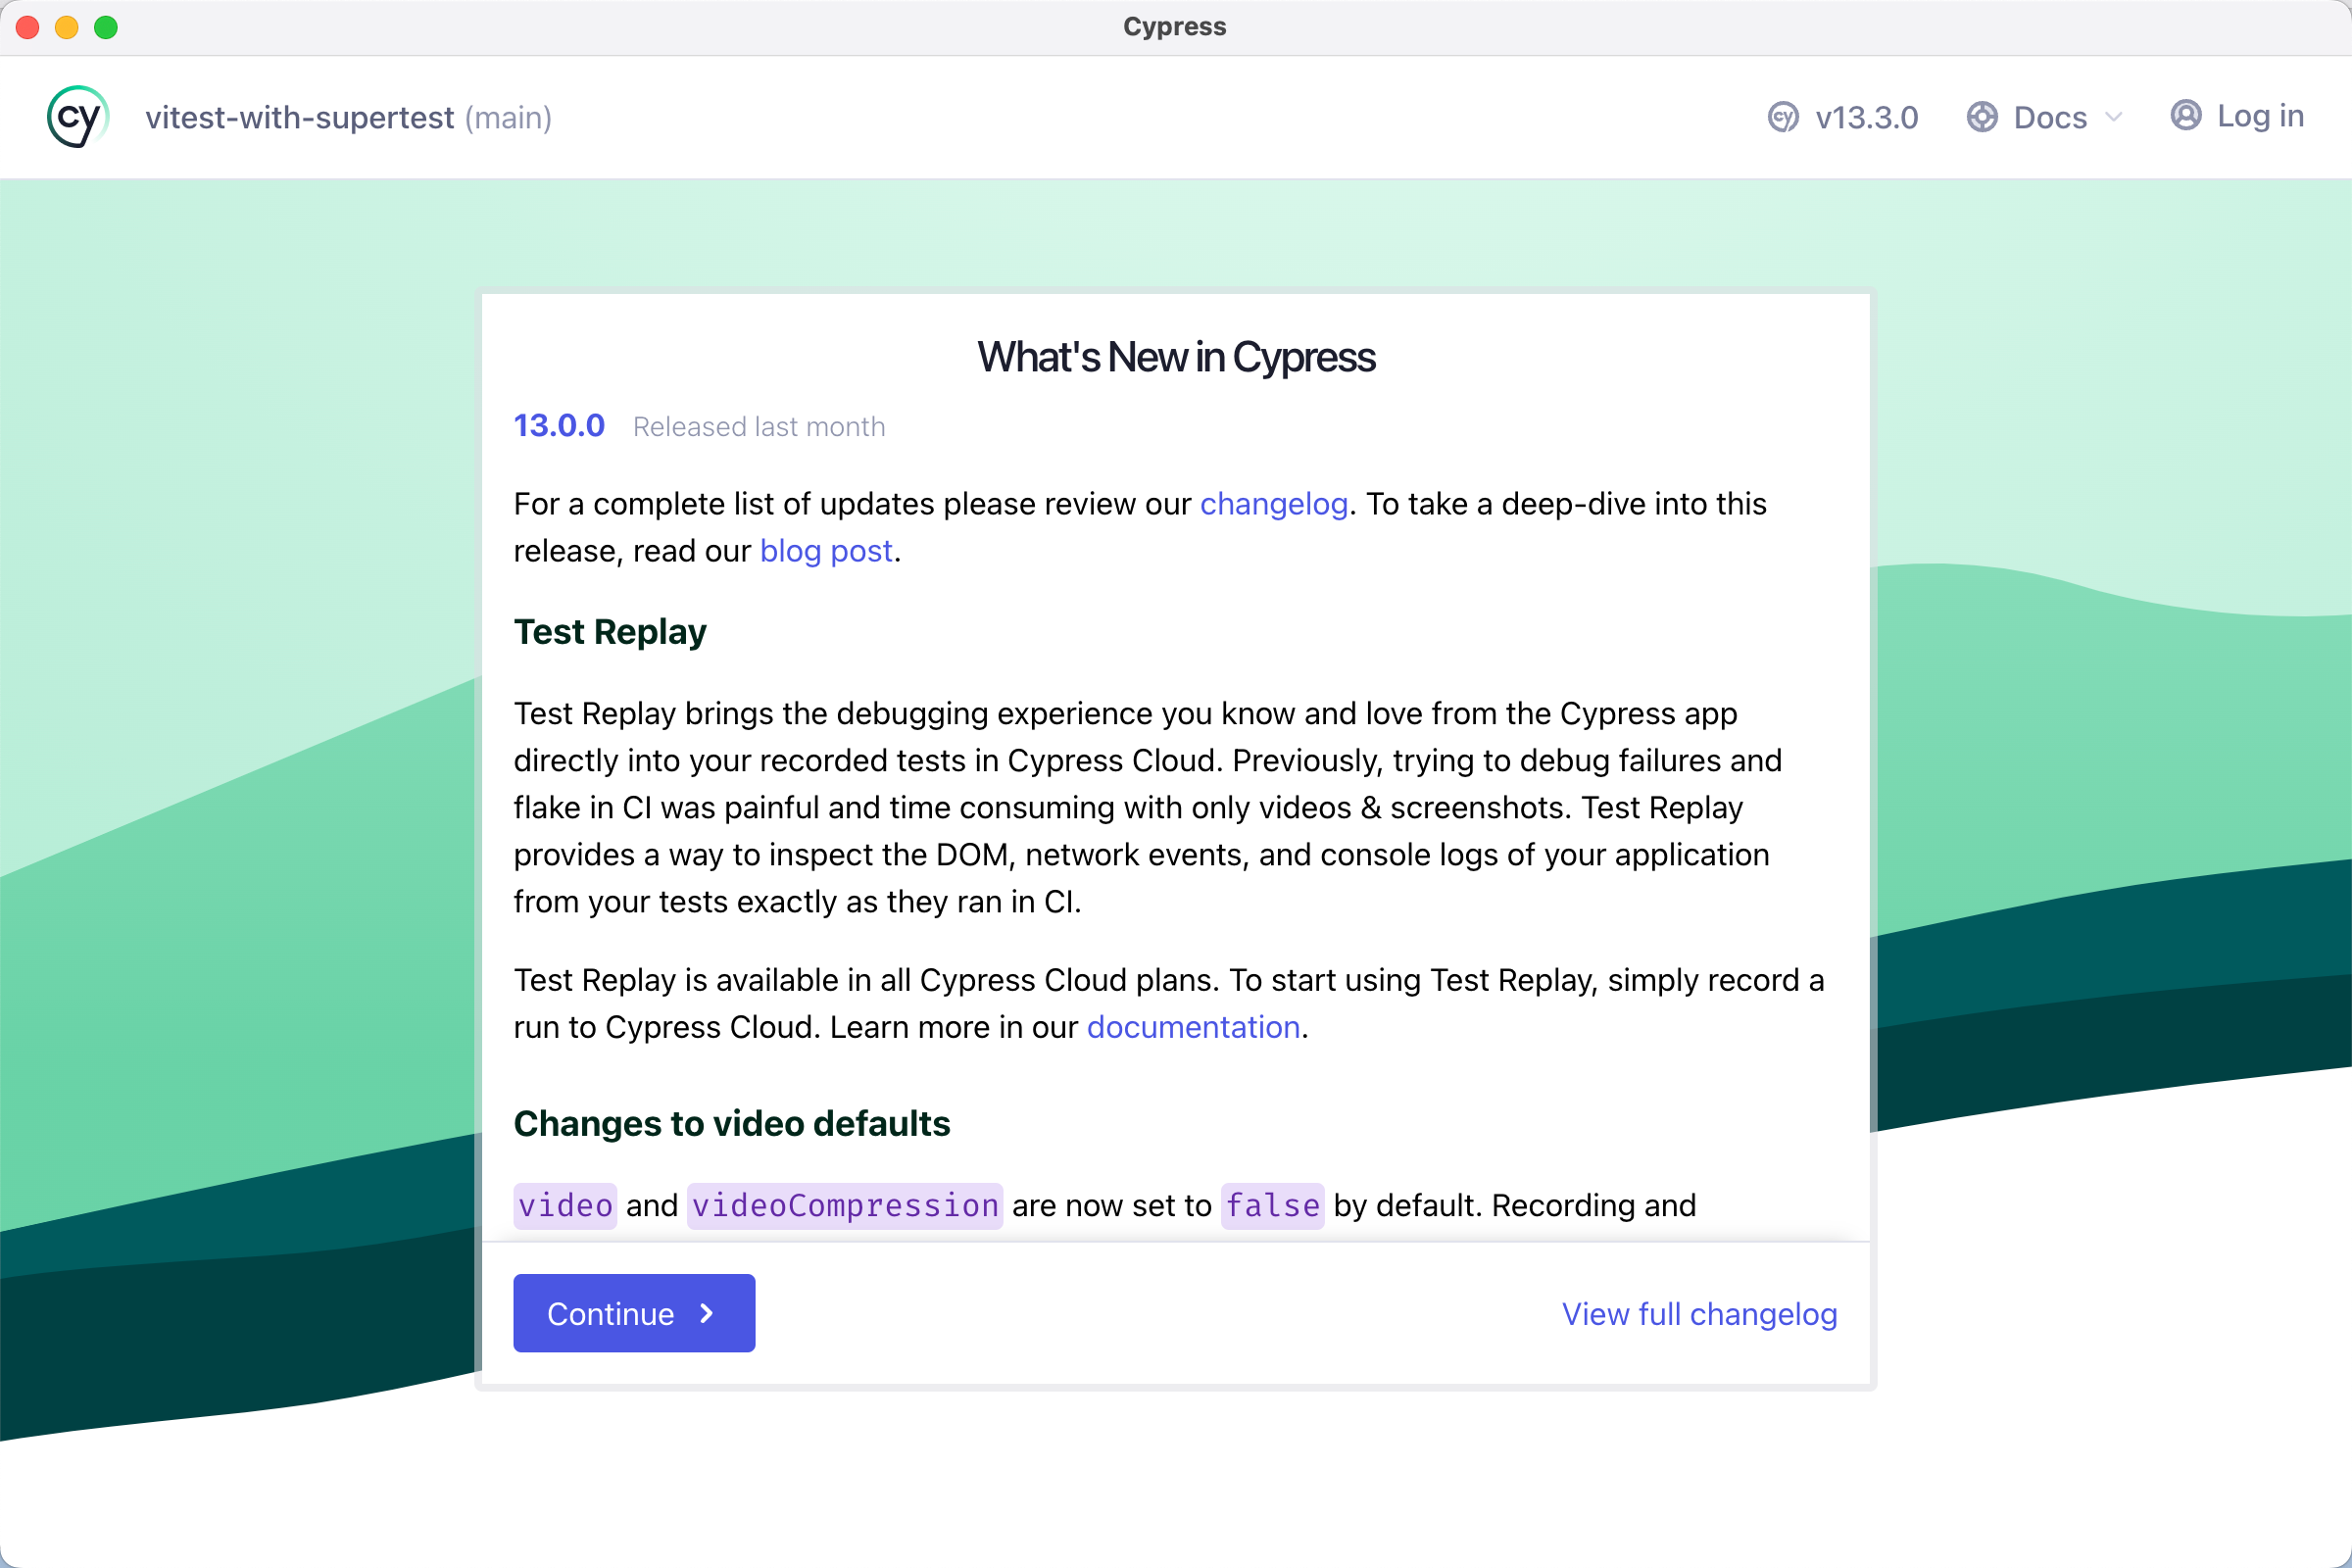 Cypress
cy vitest-with-supertest (main) cy v13.3.0 Docs Log in
What's New in Cypress
13.0.0 Released last month
For a complete list of updates please review our changelog. To take a deep-dive into this
release, read our blog post.
Test Replay
Test Replay brings the debugging experience you know and love from the Cypress app
directly into your recorded tests in Cypress Cloud. Previously, trying to debug failures and
flake in CI was painful and time consuming with only videos & screenshots. Test Replay
provides a way to inspect the DOM, network events, and console logs of your application
from your tests exactly as they ran in CI.
Test Replay is available in all Cypress Cloud plans. To start using Test Replay, simply record a
run to Cypress Cloud. Learn more in our documentation.
Changes to video defaults
video and videoCompression are now set to false by default. Recording and
Continue View full changelog